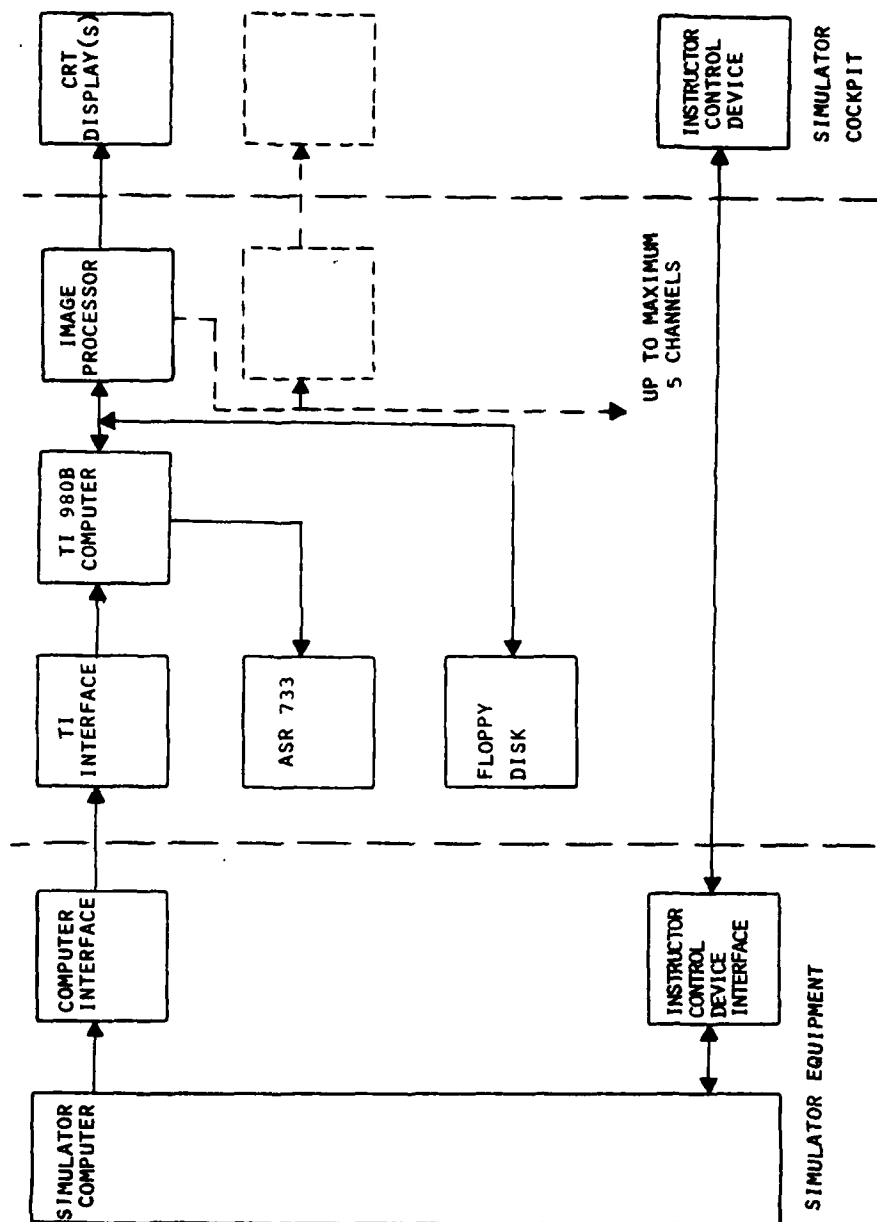 SIMULATOR
COMPUTER
COMPUTER
INTERFACE
TI
INTERFACE
TI 980B
COMPUTER
IMAGE
PROCESSOR
CRT
DISPLAY(s)
ASR 733
FLOPPY
DISK
UP TO MAXIMUM
5 CHANNELS
INSTRUCTOR
CONTROL
DEVICE
INTERFACE
INSTRUCTOR
CONTROL
DEVICE
SIMULATOR EQUIPMENT
SIMULATOR
COCKPIT